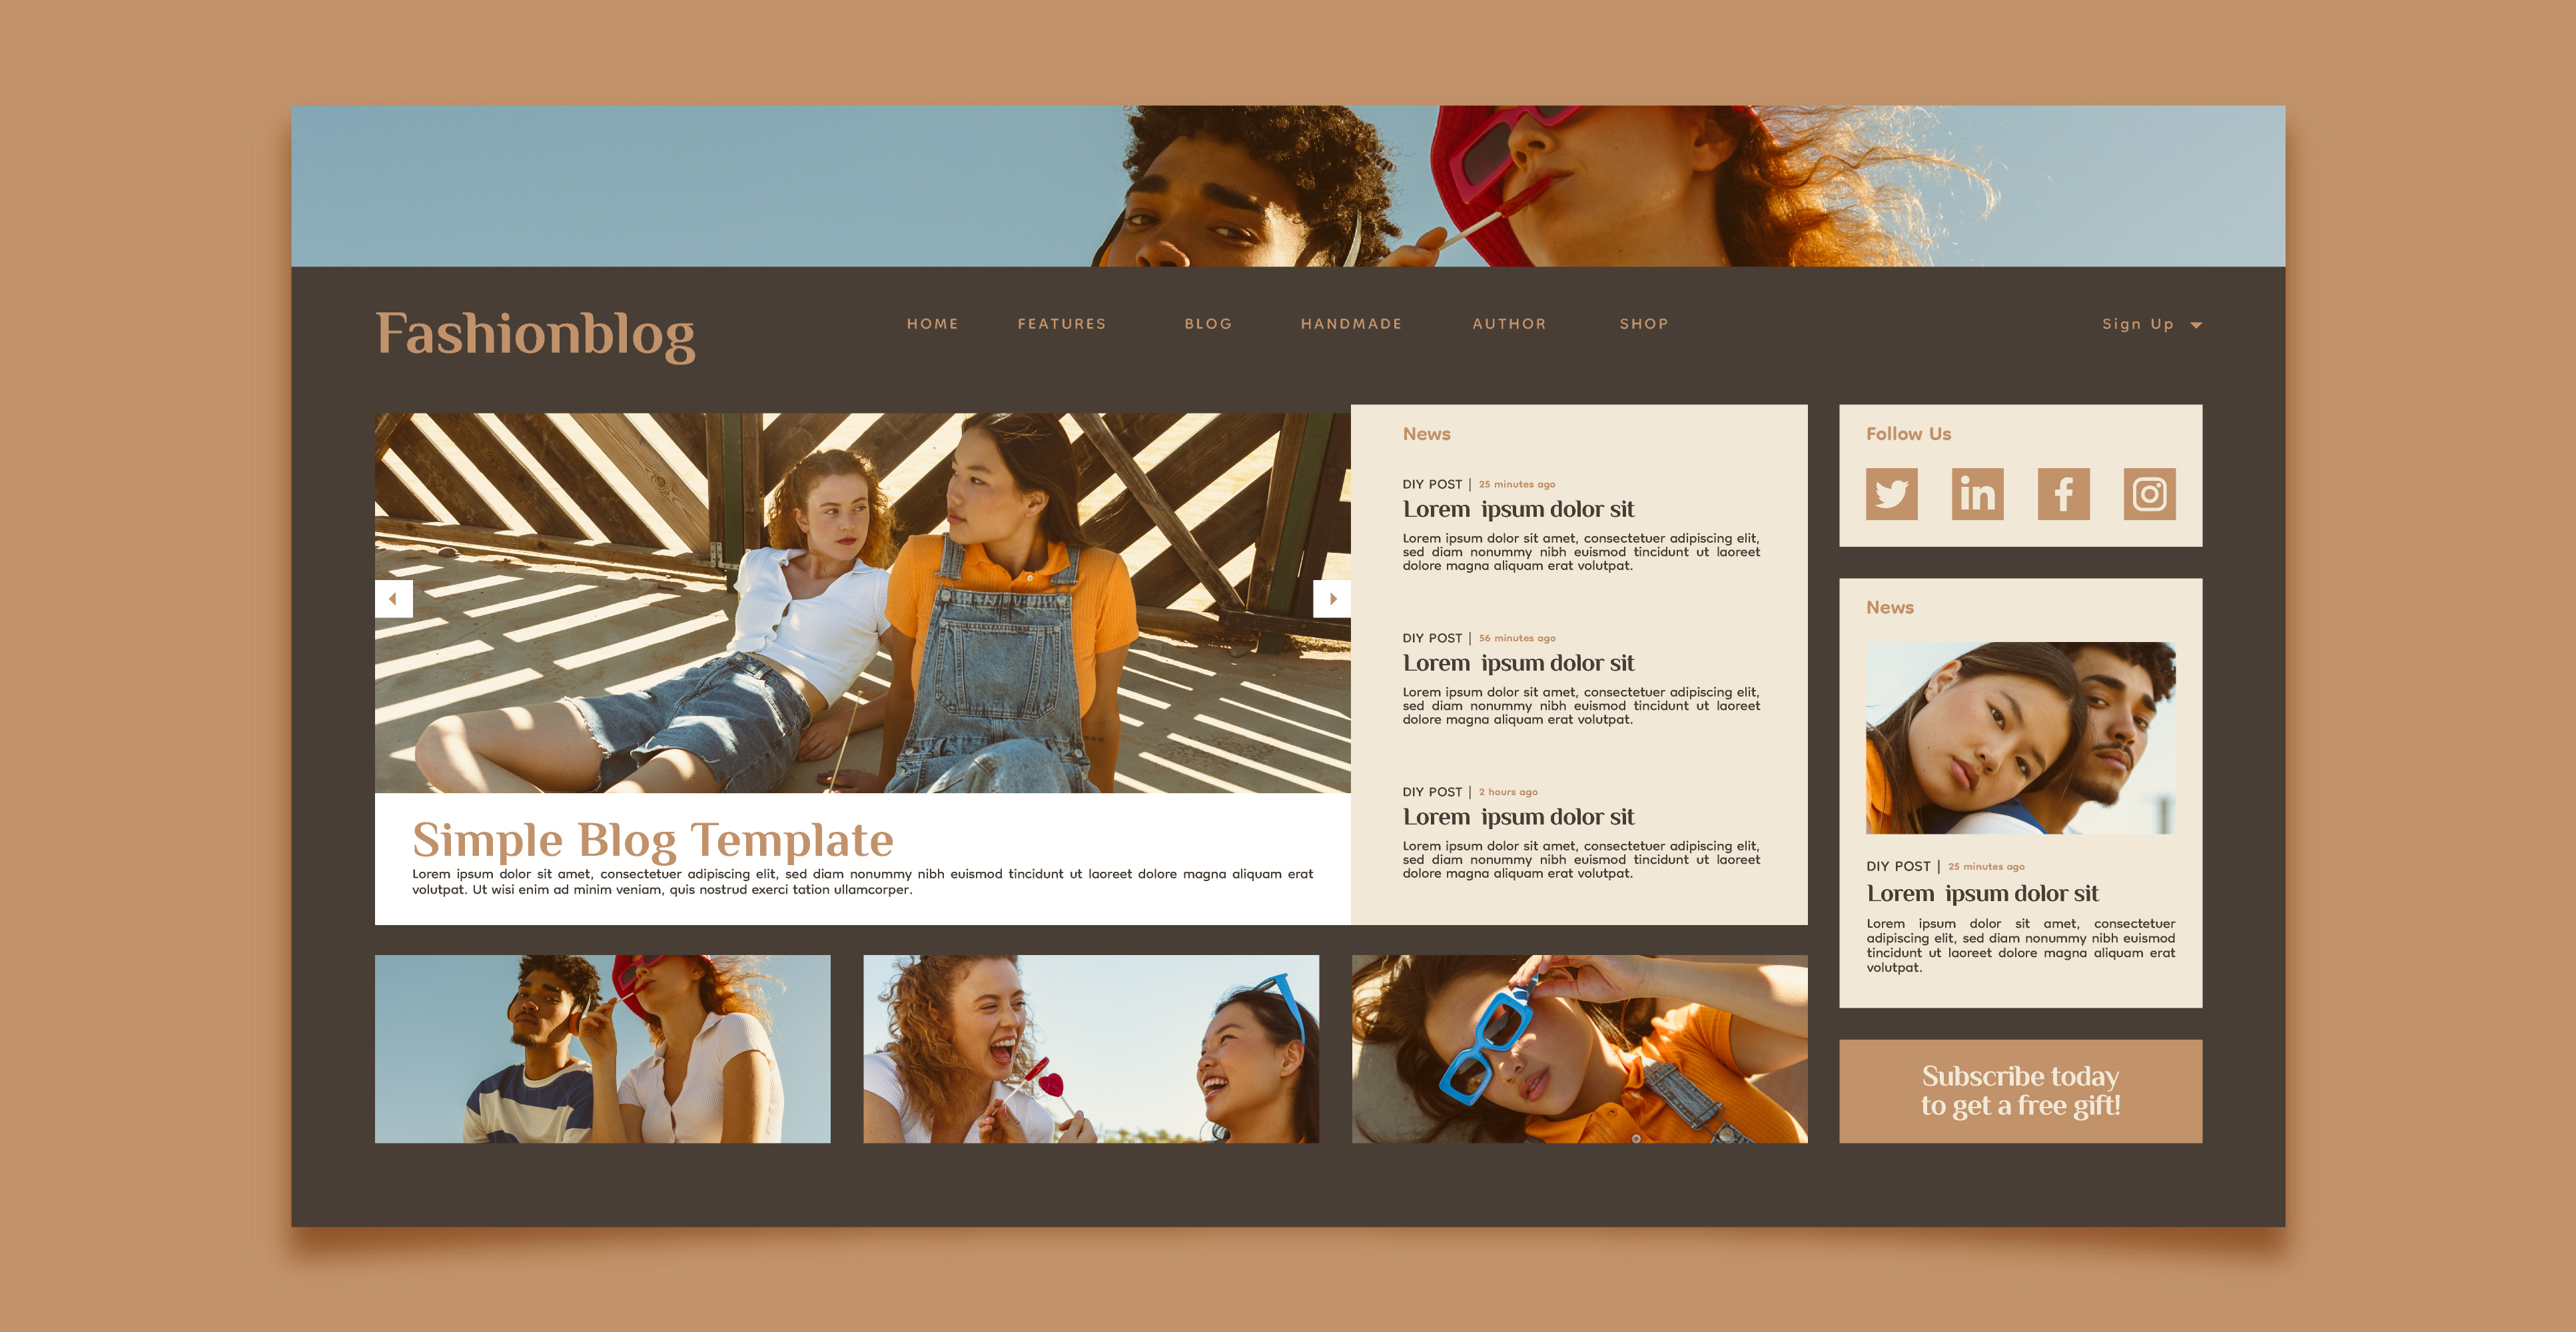 Fashionblog
HOME
FEATURES
BLOG
HANDMADE
AUTHOR
SHOP
Sign Up
Simple Blog Template
Lorem ipsum dolor sit amet, consectetuer adipiscing elit, sed diam nonummy nibh euismod tincidunt ut laoreet dolore magna aliquam erat
volutpat. Ut wisi enim ad minim veniam, quis nostrud exerci tation ullamcorper.
News
DIY POST | 25 minutes ago
Lorem ipsum dolor sit
Lorem ipsum dolor sit amet, consectetuer adipiscing elit,
sed diam nonummy nibh euismod tincidunt ut laoreet
dolore magna aliquam erat volutpat.
DIY POST | 56 minutes ago
Lorem ipsum dolor sit
Lorem ipsum dolor sit amet, consectetuer adipiscing elit,
sed diam nonummy nibh euismod tincidunt ut laoreet
dolore magna aliquam erat volutpat.
DIY POST | 2 hours ago
Lorem ipsum dolor sit
Lorem ipsum dolor sit amet, consectetuer adipiscing elit,
sed diam nonummy nibh euismod tincidunt ut laoreet
dolore magna aliquam erat volutpat.
Follow Us
in
f
News
DIY POST | 25 minutes ago
Lorem ipsum dolor sit
Lorem ipsum dolor sit amet, consectetuer
adipiscing elit, sed diam nonummy nibh euismod
tincidunt ut laoreet dolore magna aliquam erat
volutpat.
Subscribe today
to get a free gift!